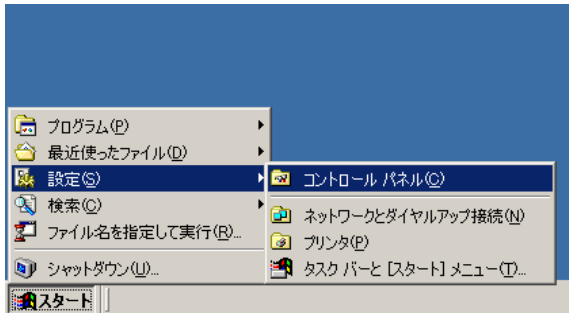 プログラム(P)
最近使ったファイル(D)
設定(S)
検索(C)
ファイル名を指定して実行(R)...
シャットダウン(U)...
コントロール パネル(C)
ネットワークとダイヤルアップ接続(N)
プリンタ(P)
タスク バーと [スタート] メニュー(T)...
スタート